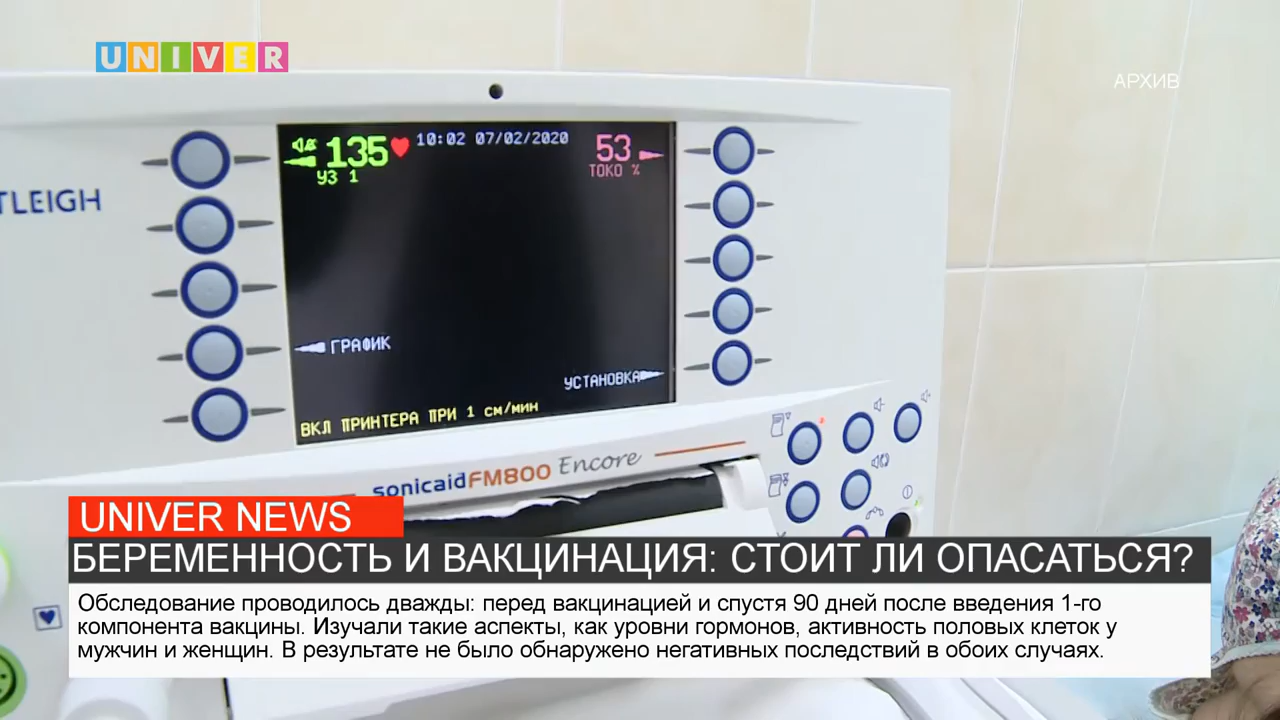 UNIVER
АРХИВ
TLEIGH
135
10:02 07/02/2020
53
УЗ 1
ТОКО %
ГРАФИК
УСТАНОВКА
ВКЛ ПРИНТЕРА ПРИ 1 см/мин
sonicaid FM800 Encore
UNIVER NEWS
БЕРЕМЕННОСТЬ И ВАКЦИНАЦИЯ: СТОИТ ЛИ ОПАСАТЬСЯ?
Обследование проводилось дважды: перед вакцинацией и спустя 90 дней после введения 1-го
компонента вакцины. Изучали такие аспекты, как уровни гормонов, активность половых клеток у
мужчин и женщин. В результате не было обнаружено негативных последствий в обоих случаях.